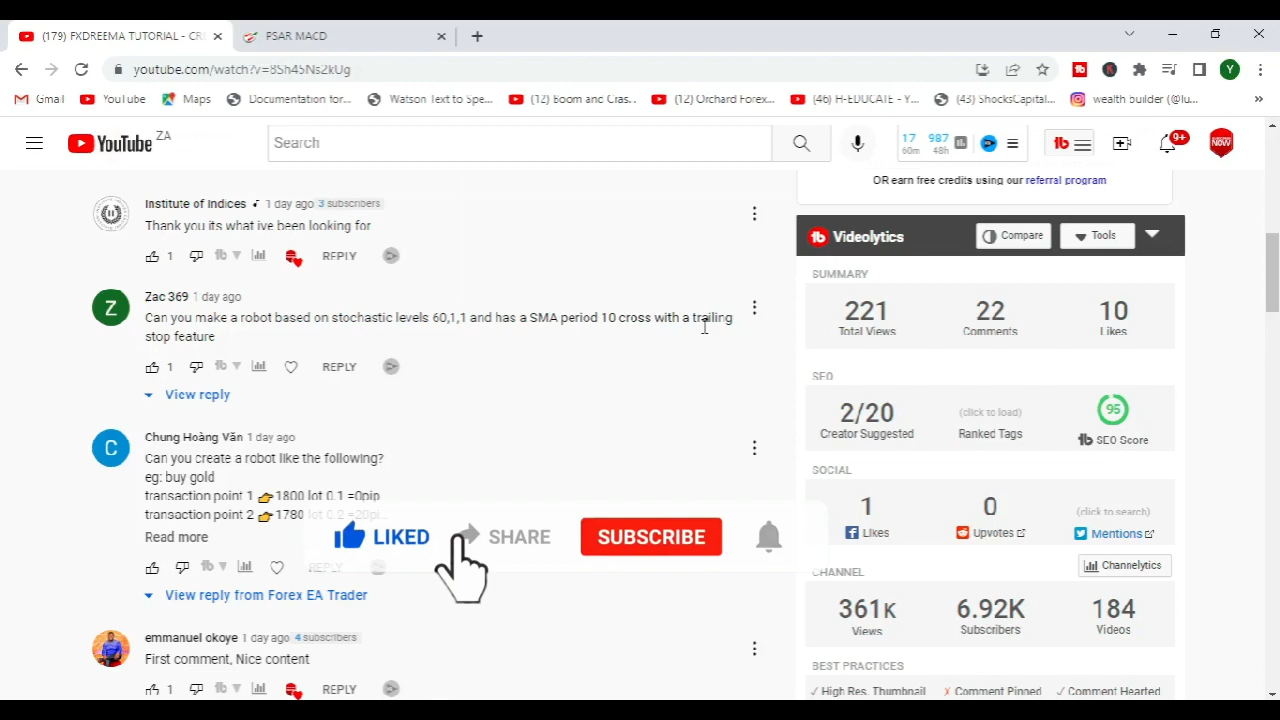 (179) FXDREEMA TUTORIAL - CRE
PSAR MACD
youtube.com/watch?v=8Sh45Ns2kUg
Gmail YouTube Maps Documentation for... Watson Text to Spe... (12) Boom and Cras... (12) Orchard Forex... (46) H-EDUCATE - Y... (43) ShocksCapital... wealth builder (@lu... »
YouTube ZA
Search
17 60m 987 48h
9+
OR earn free credits using our referral program
Institute of Indices 1 day ago 3 subscribers
Thank you its what ive been looking for
1 REPLY
Z
Zac 369 1 day ago
Can you make a robot based on stochastic levels 60,1,1 and has a SMA period 10 cross with a trailing
stop feature
1 REPLY
View reply
C
Chung Hoàng Văn 1 day ago
Can you create a robot like the following?
eg: buy gold
transaction point 1 👉1800 lot 0.1 =0pip
transaction point 2 👉1780 lot 0.2 =20pi...
Read more
REPLY
View reply from Forex EA Trader
emmanuel okoye 1 day ago 4 subscribers
First comment, Nice content
1 REPLY
LIKED SHARE SUBSCRIBE
tb Videolytics Compare Tools
SUMMARY
221 22 10
Total Views Comments Likes
SEO
2/20 (click to load) 95
Creator Suggested Ranked Tags tb SEO Score
SOCIAL
1 0 (click to search)
Likes Upvotes Mentions
CHANNEL Channelytics
361K 6.92K 184
Views Subscribers Videos
BEST PRACTICES
✓ High Res. Thumbnail ✗ Comment Pinned ✓ Comment Hearted